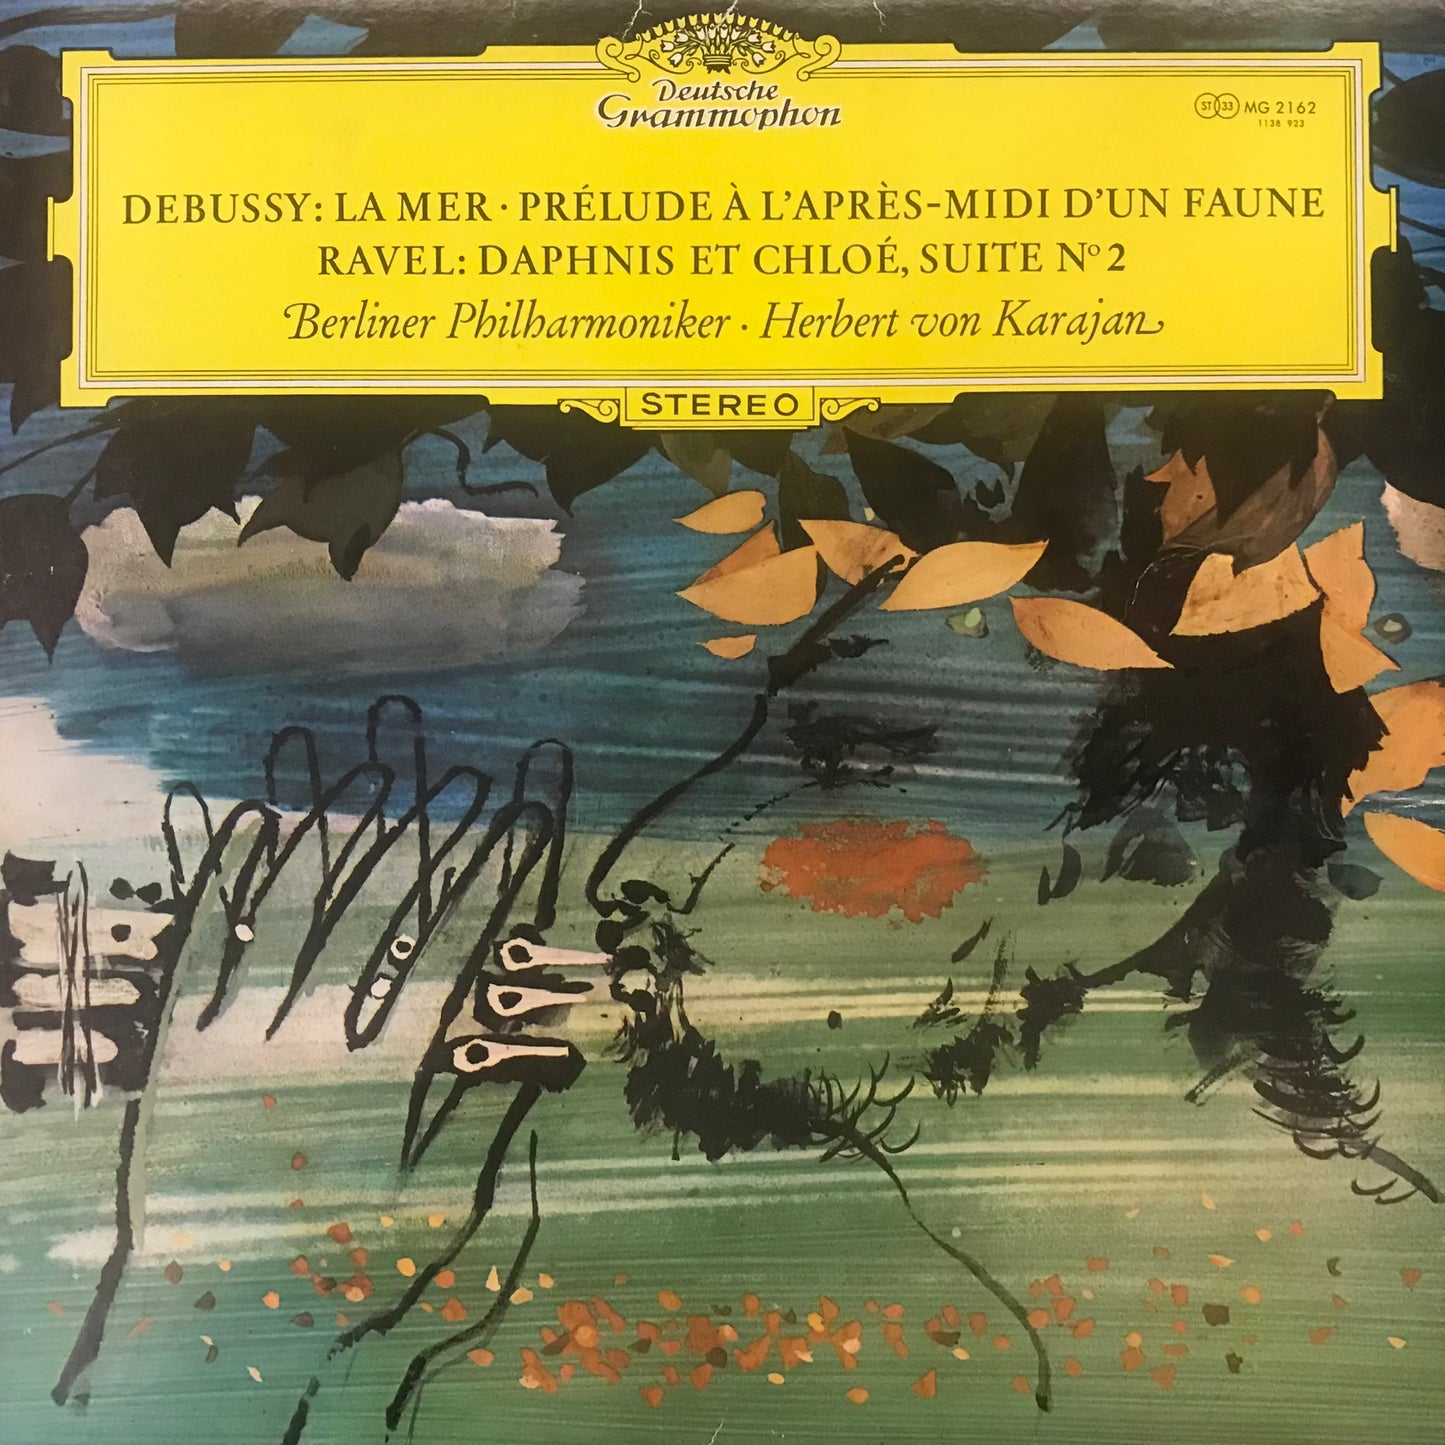 Deutsche
Grammophon
ST 33 MG 2162
1138 923
DEBUSSY: LA MER · PRÉLUDE À L'APRÈS-MIDI D'UN FAUNE
RAVEL: DAPHNIS ET CHLOÉ, SUITE Nº 2
Berliner Philharmoniker · Herbert von Karajan
STEREO